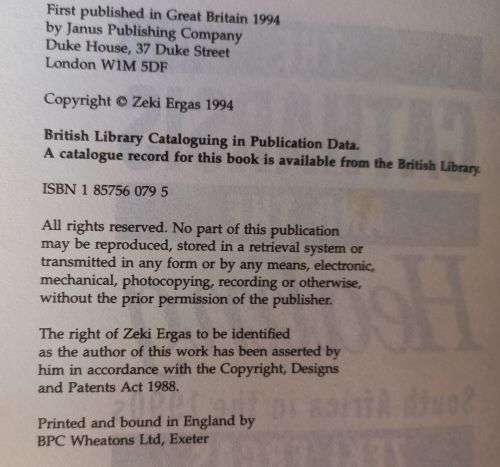 First published in Great Britain 1994
by Janus Publishing Company
Duke House, 37 Duke Street
London W1M 5DF
Copyright © Zeki Ergas 1994
British Library Cataloguing in Publication Data.
A catalogue record for this book is available from the British Library.
ISBN 1 85756 079 5
All rights reserved. No part of this publication
may be reproduced, stored in a retrieval system or
transmitted in any form or by any means, electronic,
mechanical, photocopying, recording or otherwise,
without the prior permission of the publisher.
The right of Zeki Ergas to be identified
as the author of this work has been asserted by
him in accordance with the Copyright, Designs
and Patents Act 1988.
Printed and bound in England by
BPC Wheatons Ltd, Exeter